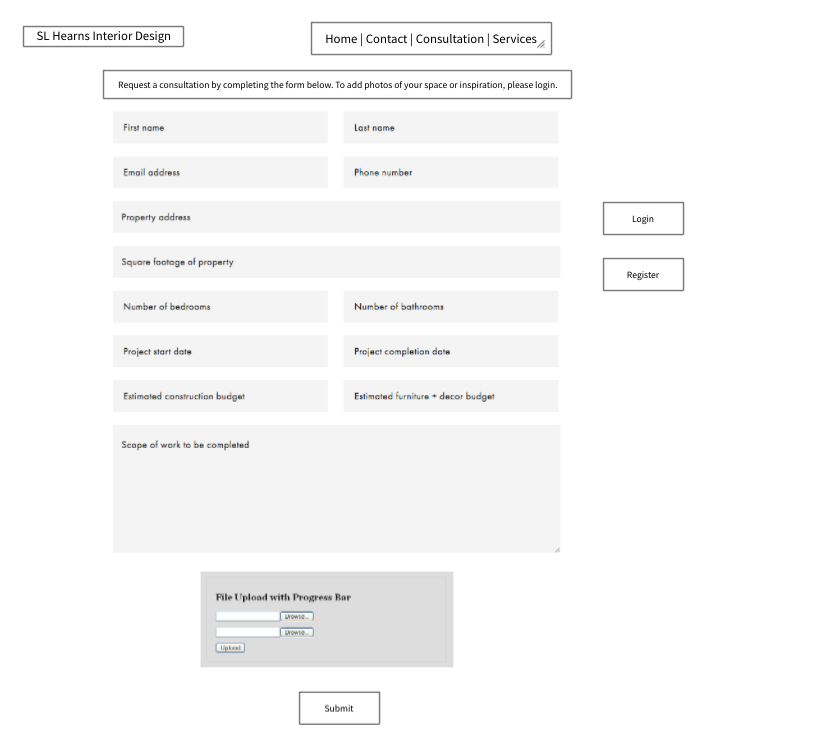 SL Hearns Interior Design
Home | Contact | Consultation | Services
Request a consultation by completing the form below. To add photos of your space or inspiration, please login.
First name
Last name
Email address
Phone number
Property address
Login
Square footage of property
Register
Number of bedrooms
Number of bathrooms
Project start date
Project completion date
Estimated construction budget
Estimated furniture + decor budget
Scope of work to be completed
File Upload with Progress Bar
Browse...
Browse...
Upload
Submit